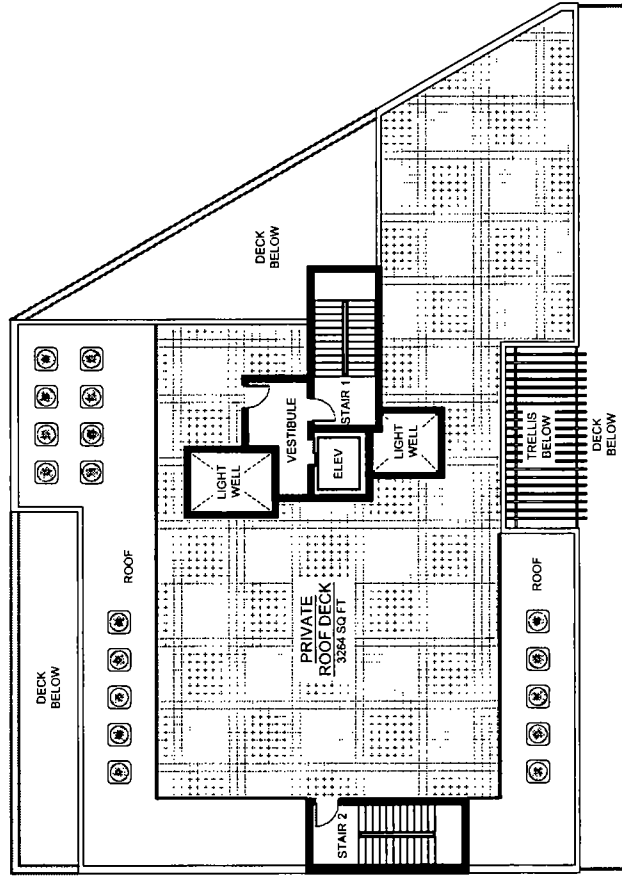 DECK
BELOW
DECK
BELOW
ROOF
LIGHT
WELL
VESTIBULE
STAIR 1
ELEV
LIGHT
WELL
PRIVATE
ROOF DECK
3264 SQ FT
TRELLIS
BELOW
DECK
BELOW
ROOF
STAIR 2